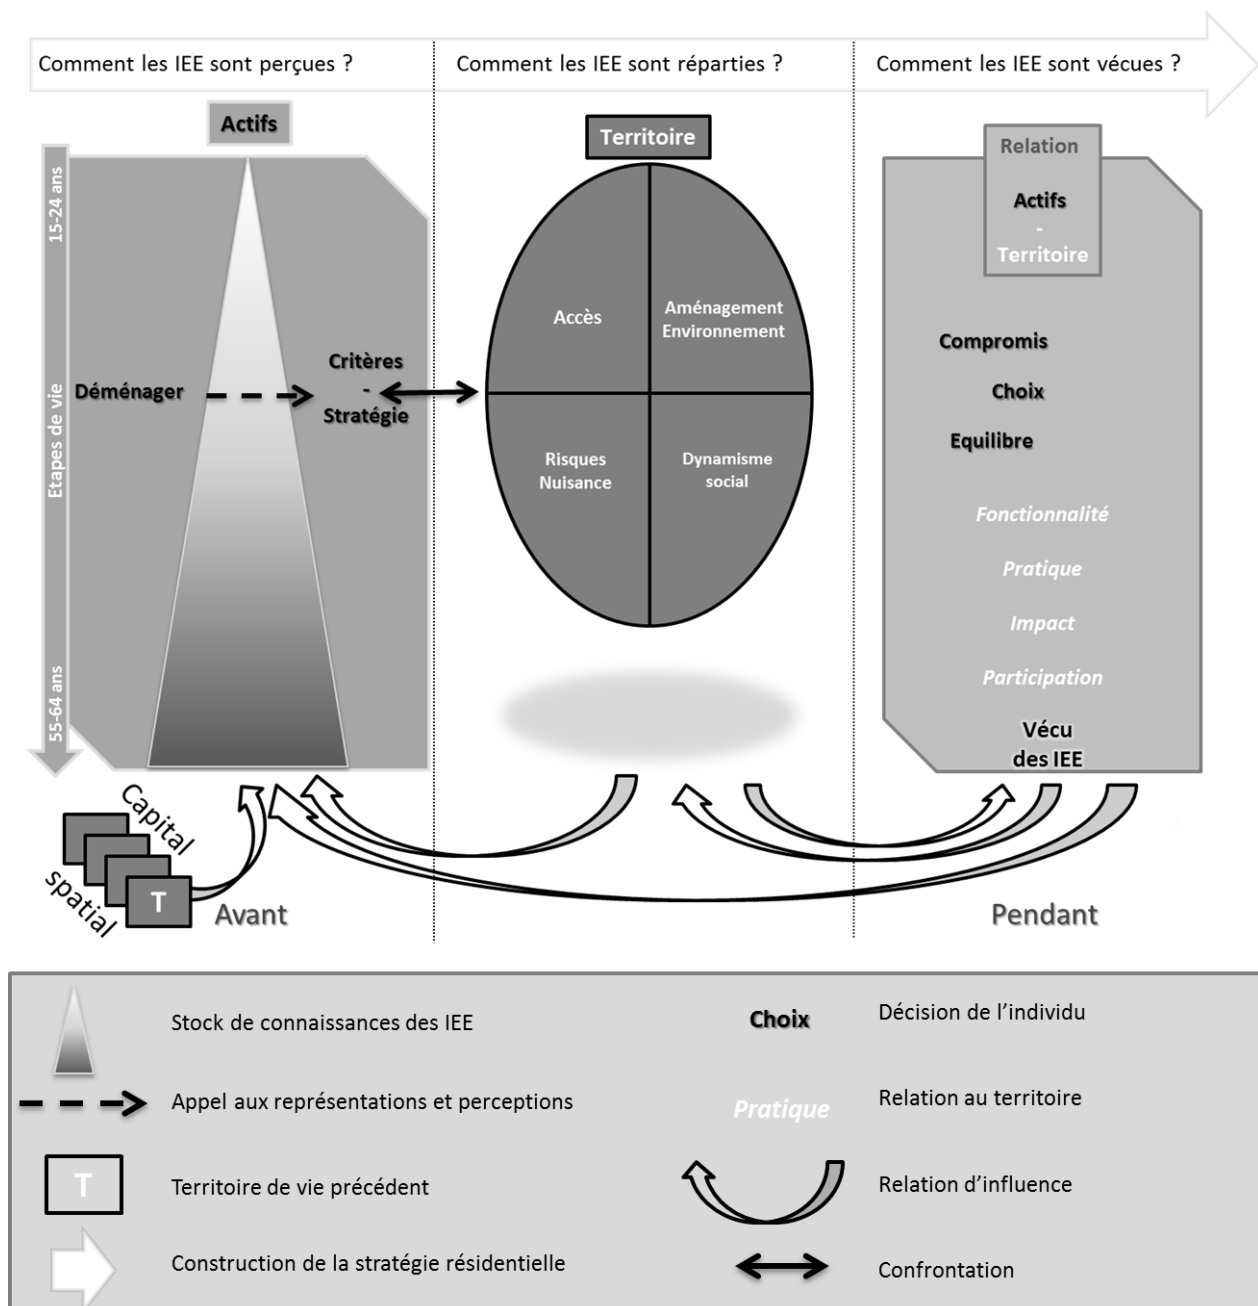 Comment les IEE sont perçues ?
Comment les IEE sont réparties ?
Comment les IEE sont vécues ?
Actifs
15-24 ans
Etapes de vie
55-64 ans
Déménager
Critères
-
Stratégie
Territoire
Accès
Aménagement
Environnement
Risques
Nuisance
Dynamisme
social
Relation
Actifs
-
Territoire
Compromis
Choix
Equilibre
Fonctionnalité
Pratique
Impact
Participation
Vécu
des IEE
Capital
spatial
T
Avant
Pendant
Stock de connaissances des IEE
Appel aux représentations et perceptions
T
Territoire de vie précédent
Construction de la stratégie résidentielle
Choix
Décision de l'individu
Pratique
Relation au territoire
Relation d'influence
Confrontation